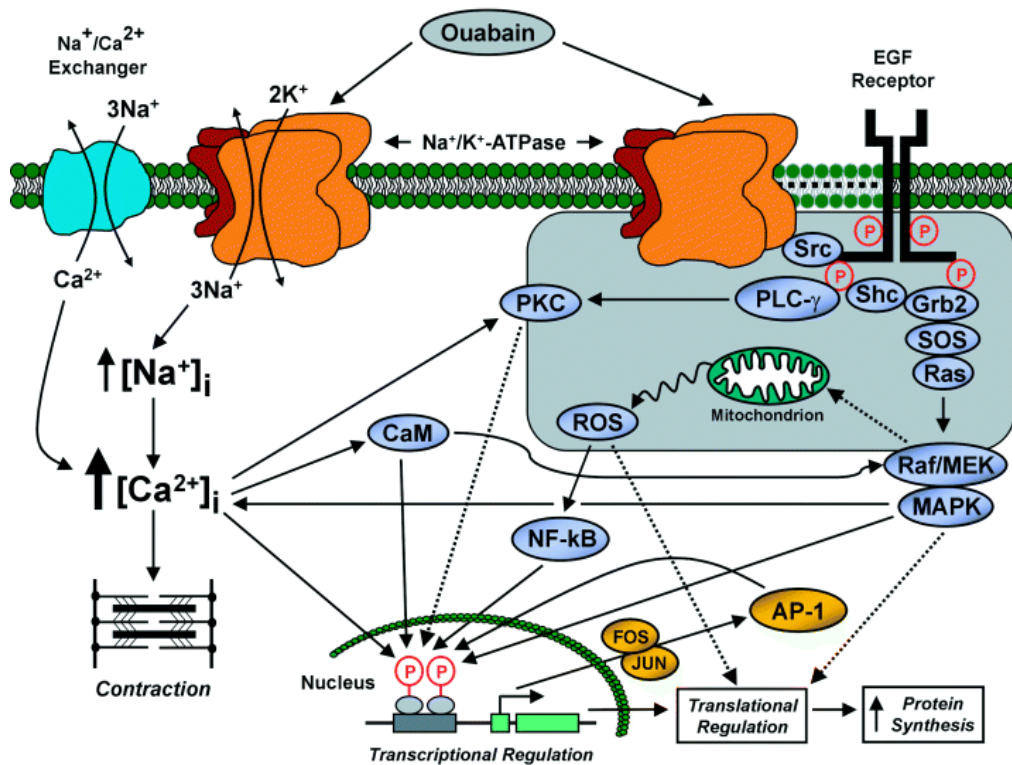 Ouabain
Na⁺/Ca²⁺
Exchanger
EGF
Receptor
3Na⁺
2K⁺
Na⁺/K⁺-ATPase
P
P
Src
P
P
Ca²⁺
3Na⁺
PKC
PLC-γ
Shc
Grb2
SOS
Ras
[Na⁺]i
Mitochondrion
ROS
CaM
Raf/MEK
[Ca²⁺]i
MAPK
NF-kB
AP-1
FOS
JUN
P
P
Contraction
Nucleus
Translational
Regulation
Protein
Synthesis
Transcriptional Regulation